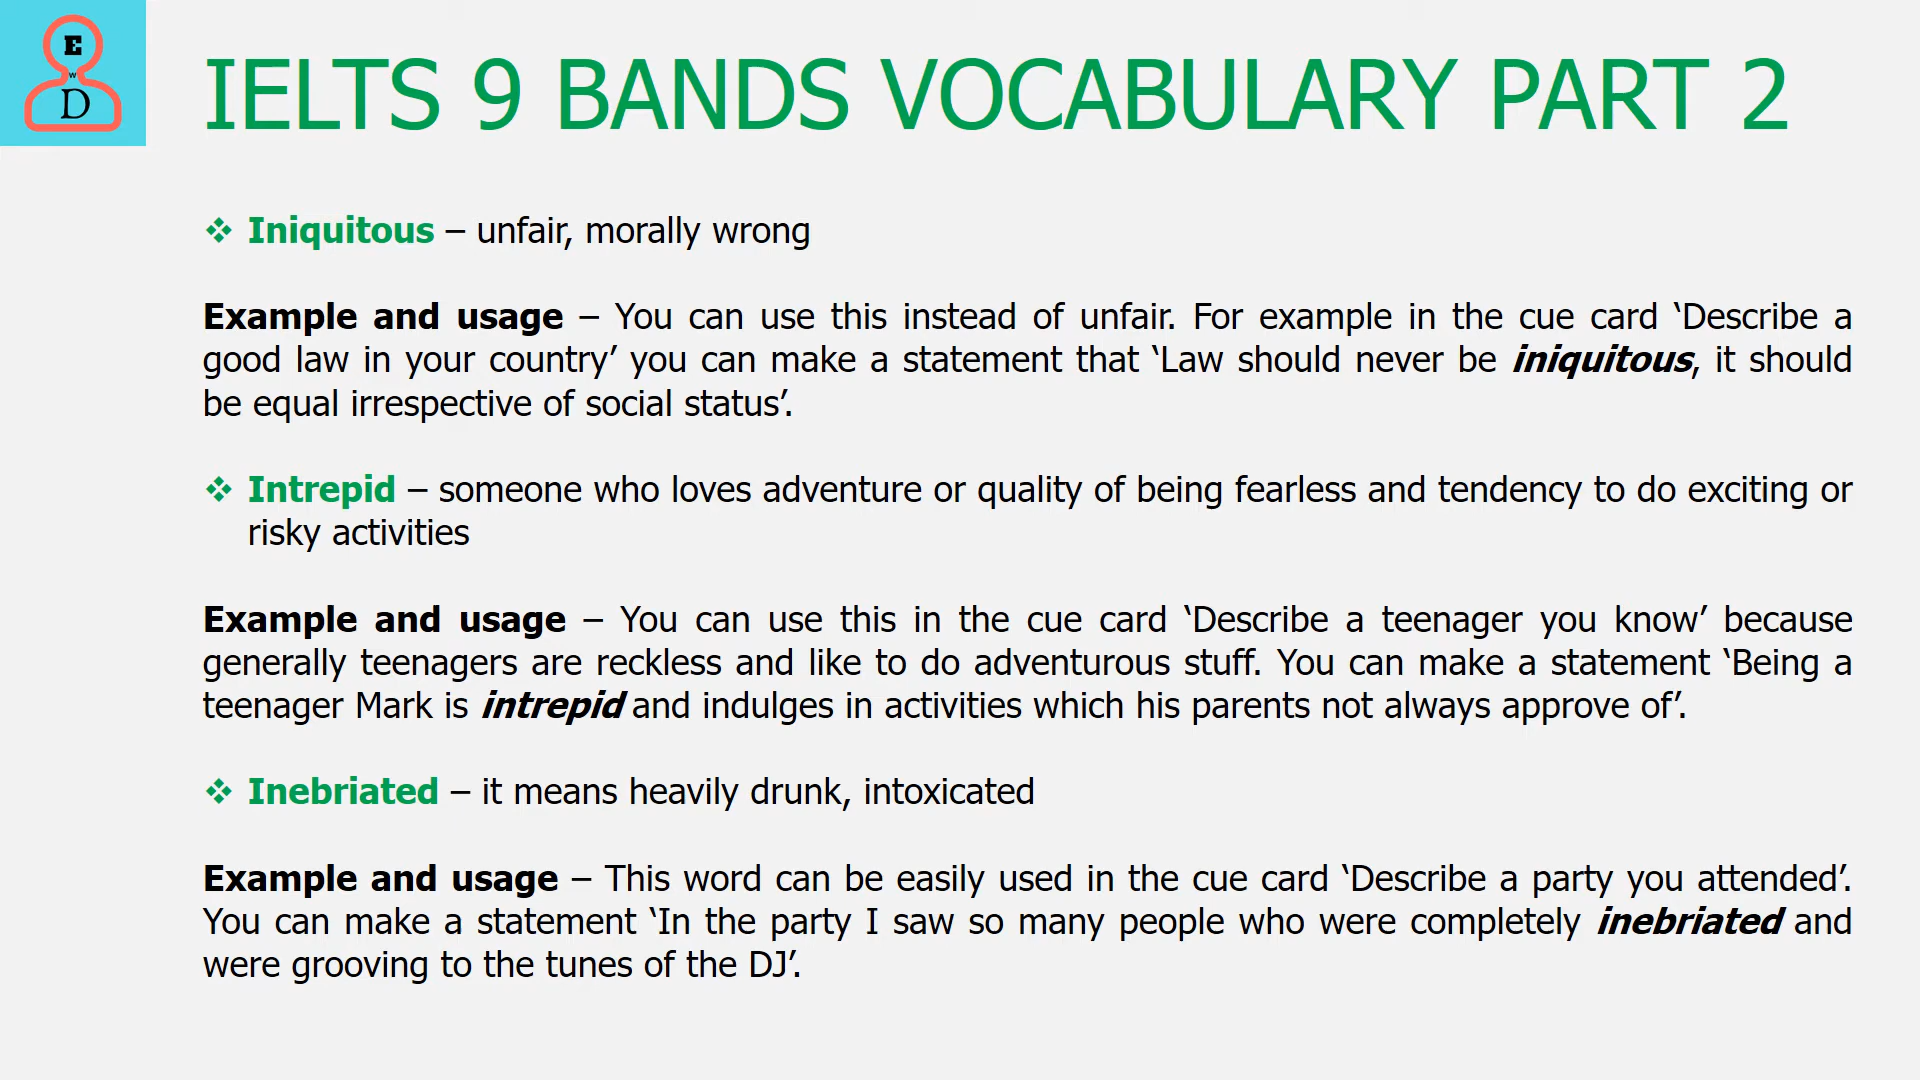 E
w
D
IELTS 9 BANDS VOCABULARY PART 2
❖ Iniquitous – unfair, morally wrong
Example and usage – You can use this instead of unfair. For example in the cue card ‘Describe a
good law in your country’ you can make a statement that ‘Law should never be iniquitous, it should
be equal irrespective of social status’.
❖ Intrepid – someone who loves adventure or quality of being fearless and tendency to do exciting or
risky activities
Example and usage – You can use this in the cue card ‘Describe a teenager you know’ because
generally teenagers are reckless and like to do adventurous stuff. You can make a statement ‘Being a
teenager Mark is intrepid and indulges in activities which his parents not always approve of’.
❖ Inebriated – it means heavily drunk, intoxicated
Example and usage – This word can be easily used in the cue card ‘Describe a party you attended’.
You can make a statement ‘In the party I saw so many people who were completely inebriated and
were grooving to the tunes of the DJ’.